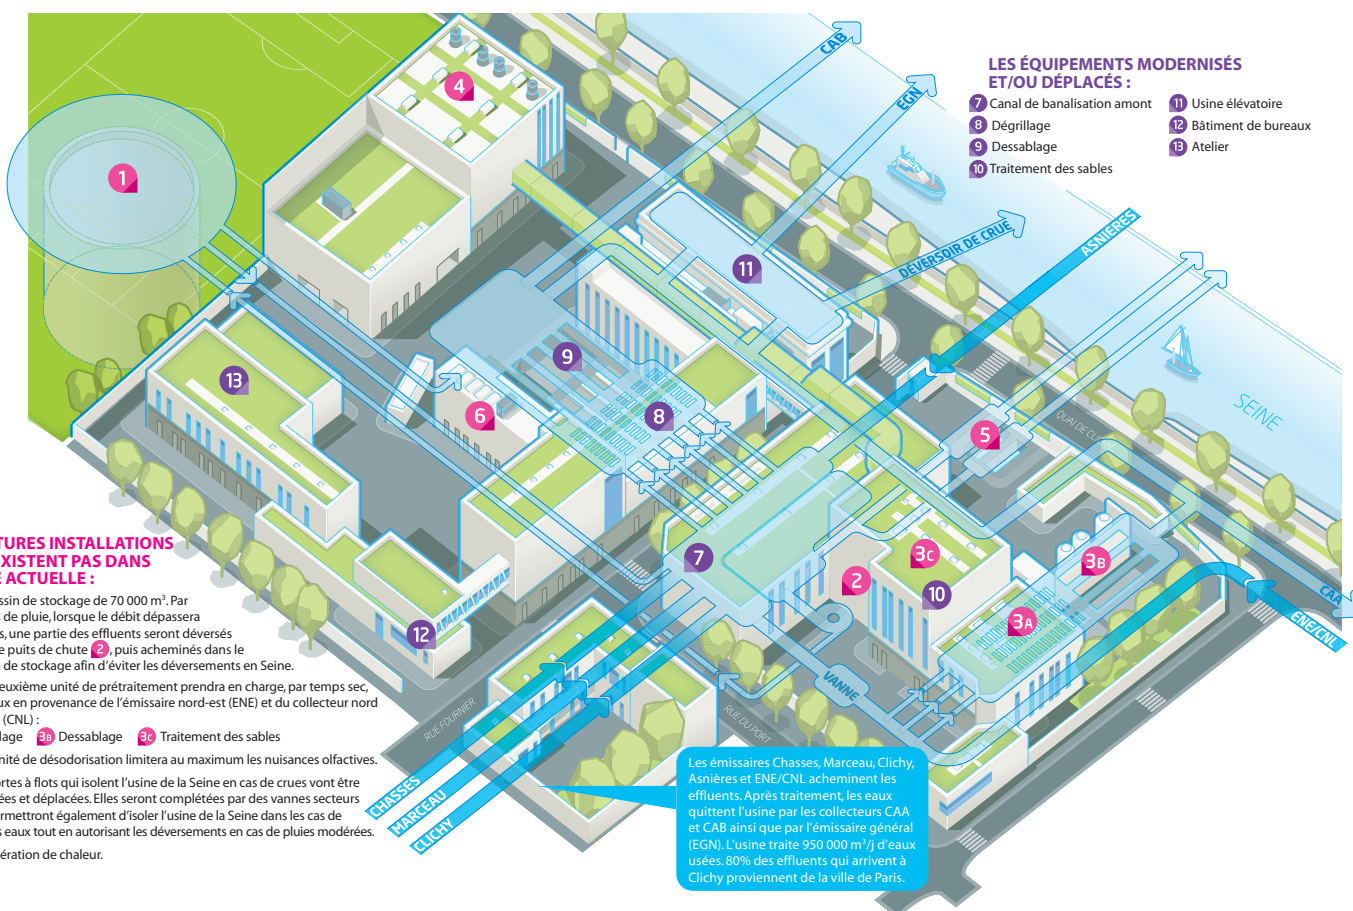 LES ÉQUIPEMENTS MODERNISÉS
ET/OU DÉPLACÉS :
7 Canal de banalisation amont
8 Dégrillage
9 Dessablage
10 Traitement des sables
11 Usine élévatoire
12 Bâtiment de bureaux
13 Atelier
CAB
EGN
DÉVERSOIR DE CRUE
ASNIÈRES
SEINE
QUAI DE CLIC
CAA
ENE/CNL
VANNE
RUE DU PORT
RUE FOURNIER
CHASSES
MARCEAU
CLICHY
1
4
11
9
13
6
8
5
7
2
3C
3B
10
3A
12
TURES INSTALLATIONS
EXISTENT PAS DANS
E ACTUELLE :
ssin de stockage de 70 000 m³. Par
s de pluie, lorsque le débit dépassera
s, une partie des effluents seront déversés
e puits de chute 2, puis acheminés dans le
n de stockage afin d'éviter les déversements en Seine.
euxième unité de prétraitement prendra en charge, par temps sec,
ux en provenance de l'émissaire nord-est (ENE) et du collecteur nord
(CNL) :
lage 3B Dessablage 3C Traitement des sables
nité de désodorisation limitera au maximum les nuisances olfactives.
ortes à flots qui isolent l'usine de la Seine en cas de crues vont être
ées et déplacées. Elles seront complétées par des vannes secteurs
rmettront également d'isoler l'usine de la Seine dans les cas de
s eaux tout en autorisant les déversements en cas de pluies modérées.
ération de chaleur.
Les émissaires Chasses, Marceau, Clichy,
Asnières et ENE/CNL acheminent les
effluents. Après traitement, les eaux
quittent l'usine par les collecteurs CAA
et CAB ainsi que par l'émissaire général
(EGN). L'usine traite 950 000 m³/j d'eaux
usées. 80% des effluents qui arrivent à
Clichy proviennent de la ville de Paris.